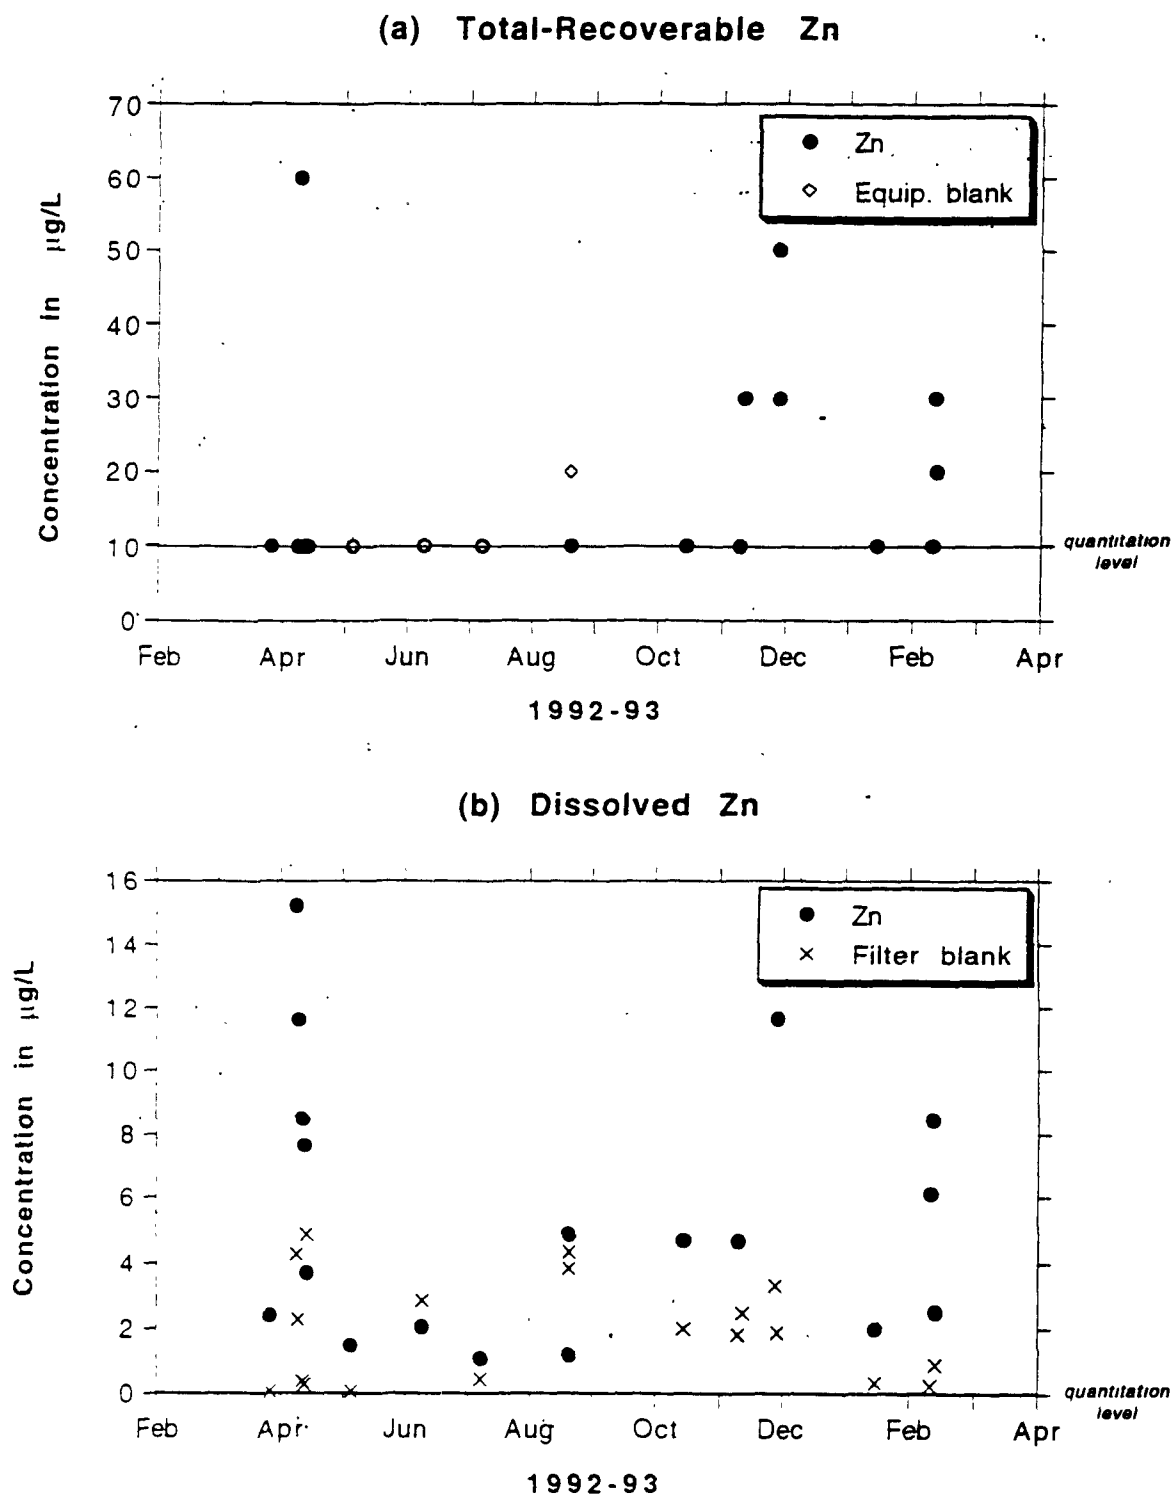 (a) Total-Recoverable Zn
70
60
50
40
30
20
10
0
Concentration in µg/L
Zn
Equip. blank
quantitation
level
Feb Apr Jun Aug Oct Dec Feb Apr
1992-93
(b) Dissolved Zn
16
14
12
10
8
6
4
2
0
Concentration in µg/L
Zn
Filter blank
quantitation
level
Feb Apr Jun Aug Oct Dec Feb Apr
1992-93